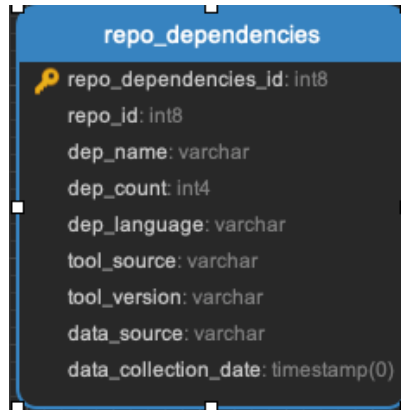 repo_dependencies
repo_dependencies_id: int8
repo_id: int8
dep_name: varchar
dep_count: int4
dep_language: varchar
tool_source: varchar
tool_version: varchar
data_source: varchar
data_collection_date: timestamp(0)